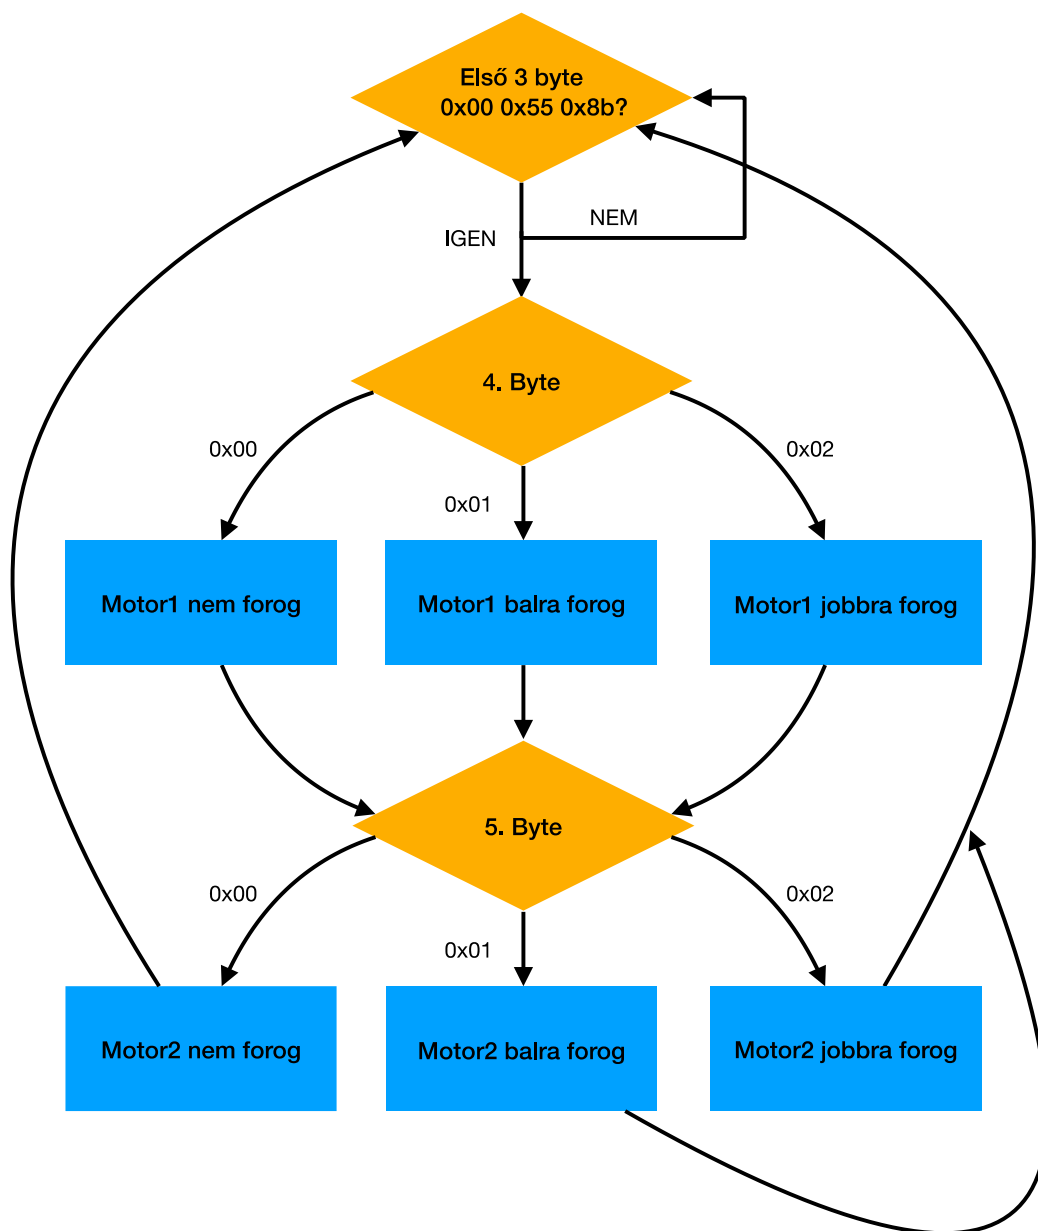 Első 3 byte
0x00 0x55 0x8b?
NEM
IGEN
4. Byte
0x00
0x02
0x01
Motor1 nem forog
Motor1 balra forog
Motor1 jobbra forog
5. Byte
0x00
0x02
0x01
Motor2 nem forog
Motor2 balra forog
Motor2 jobbra forog